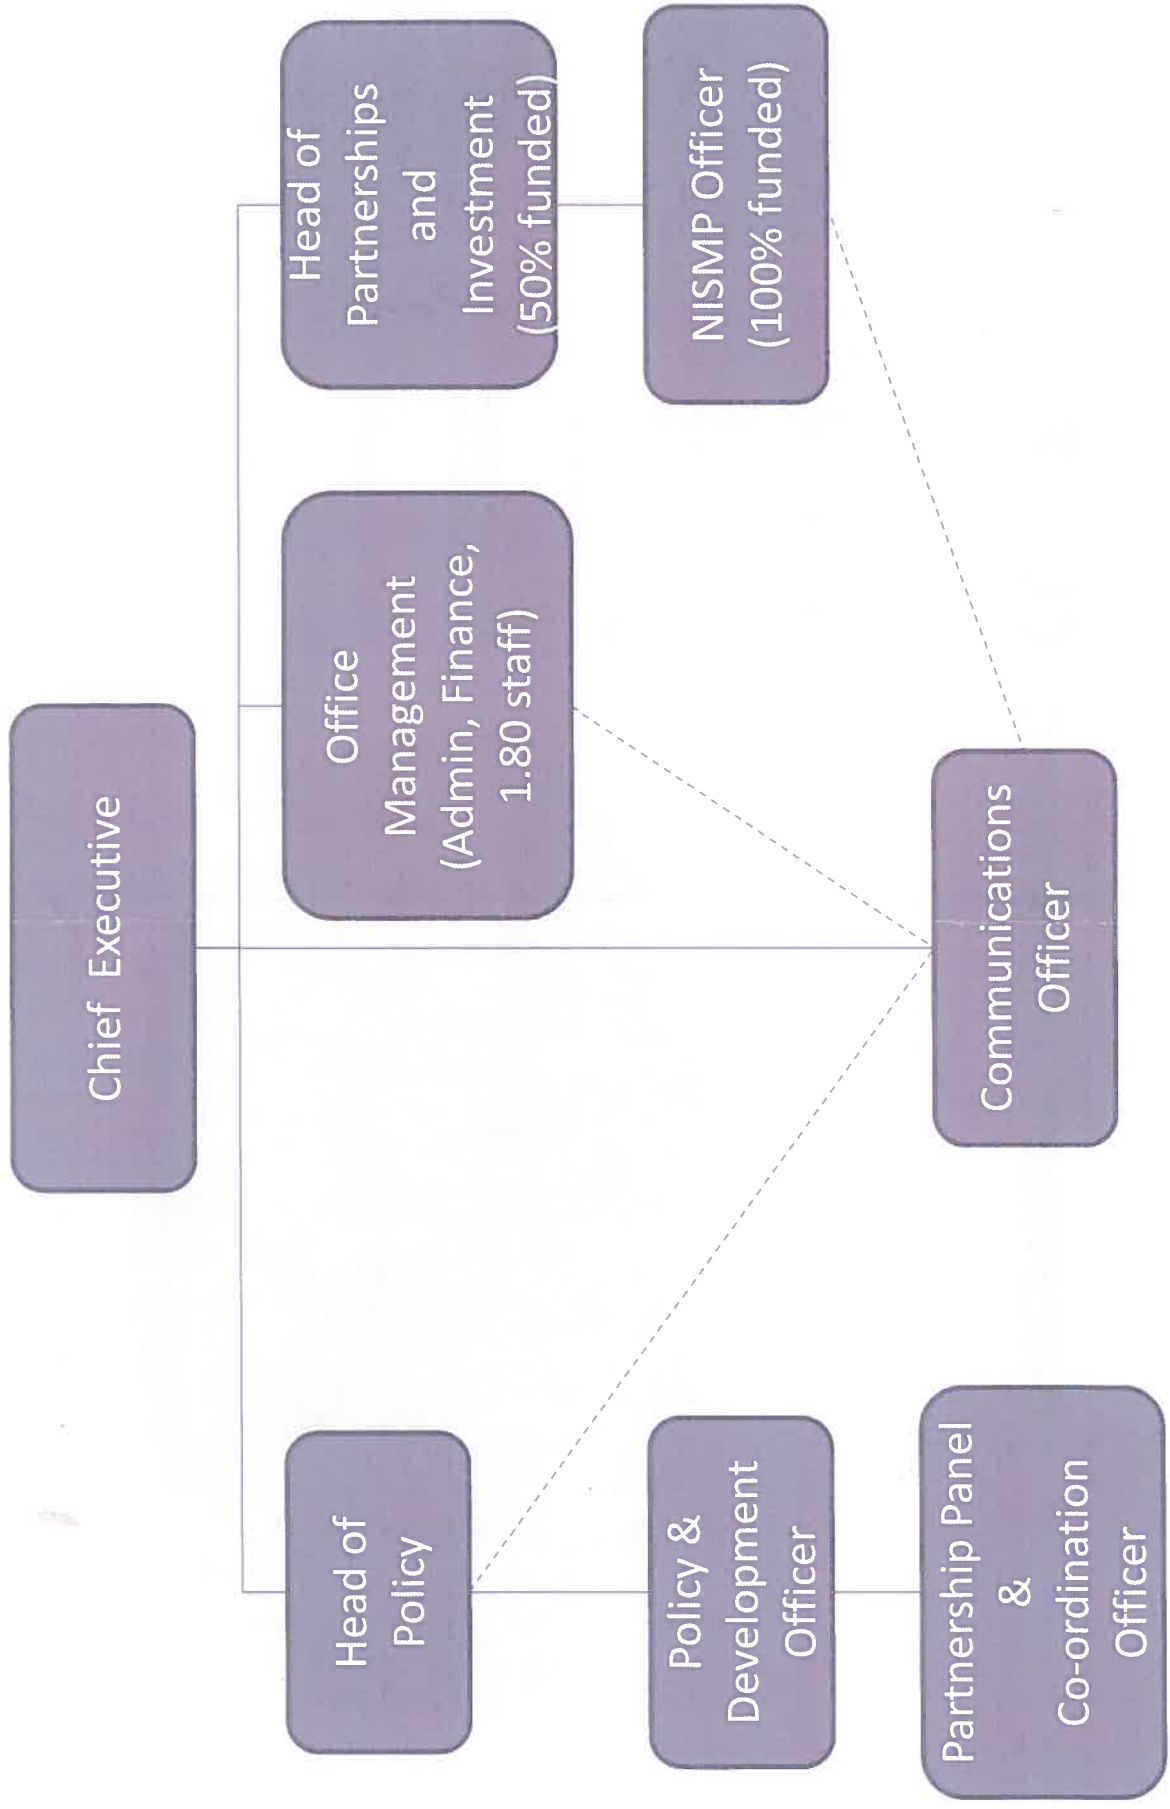 Chief Executive
Head of
Policy
Office
Management
(Admin, Finance,
1.80 staff)
Head of
Partnerships
and
Investment
(50% funded)
Policy &
Development
Officer
NISMP Officer
(100% funded)
Partnership Panel
&
Co-ordination
Officer
Communications
Officer